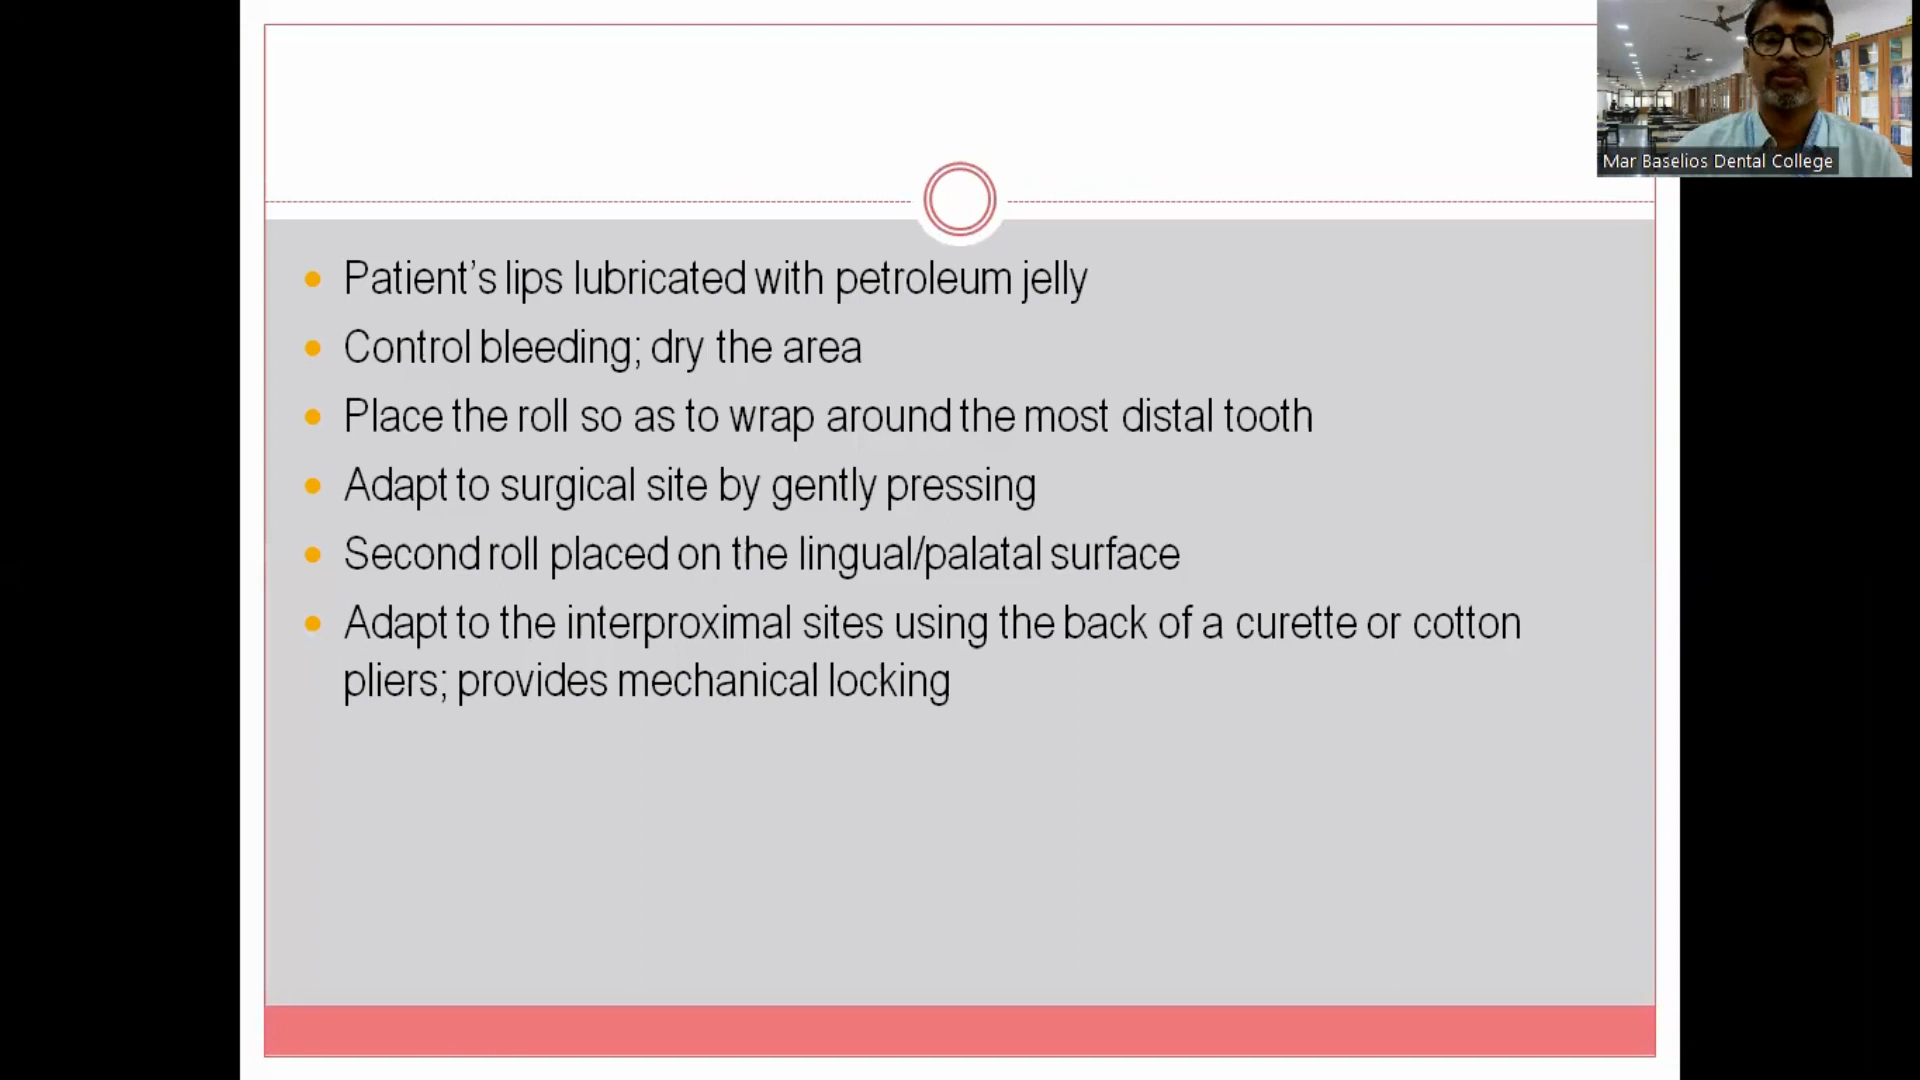 Mar Baselios Dental College
Patient’s lips lubricated with petroleum jelly
Control bleeding; dry the area
Place the roll so as to wrap around the most distal tooth
Adapt to surgical site by gently pressing
Second roll placed on the lingual/palatal surface
Adapt to the interproximal sites using the back of a curette or cotton
pliers; provides mechanical locking